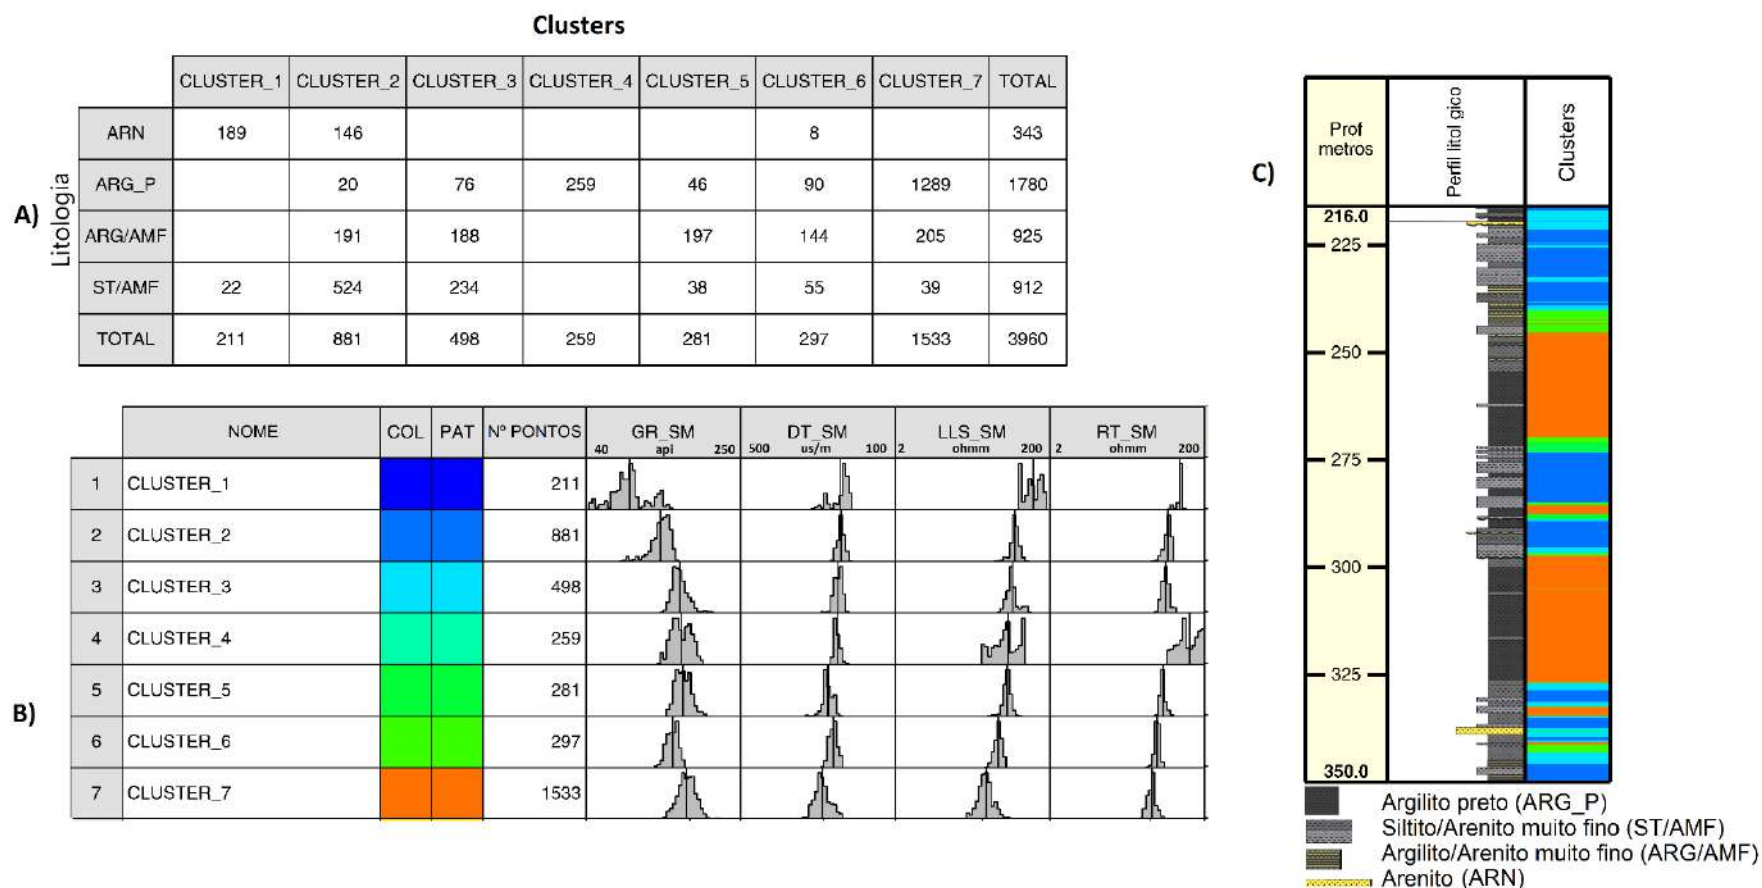 Clusters
A)
Litologia
CLUSTER_1 CLUSTER_2 CLUSTER_3 CLUSTER_4 CLUSTER_5 CLUSTER_6 CLUSTER_7 TOTAL
ARN 189 146 8 343
ARG_P 20 76 259 46 90 1289 1780
ARG/AMF 191 188 197 144 205 925
ST/AMF 22 524 234 38 55 39 912
TOTAL 211 881 498 259 281 297 1533 3960
B)
NOME COL PAT Nº PONTOS GR_SM DT_SM LLS_SM RT_SM
40 api 250 500 us/m 100 2 ohmm 200 2 ohmm 200
1 CLUSTER_1 211
2 CLUSTER_2 881
3 CLUSTER_3 498
4 CLUSTER_4 259
5 CLUSTER_5 281
6 CLUSTER_6 297
7 CLUSTER_7 1533
C)
Prof
metros
Perfil litol gico
Clusters
216.0
225
250
275
300
325
350.0
Argilito preto (ARG_P)
Siltito/Arenito muito fino (ST/AMF)
Argilito/Arenito muito fino (ARG/AMF)
Arenito (ARN)